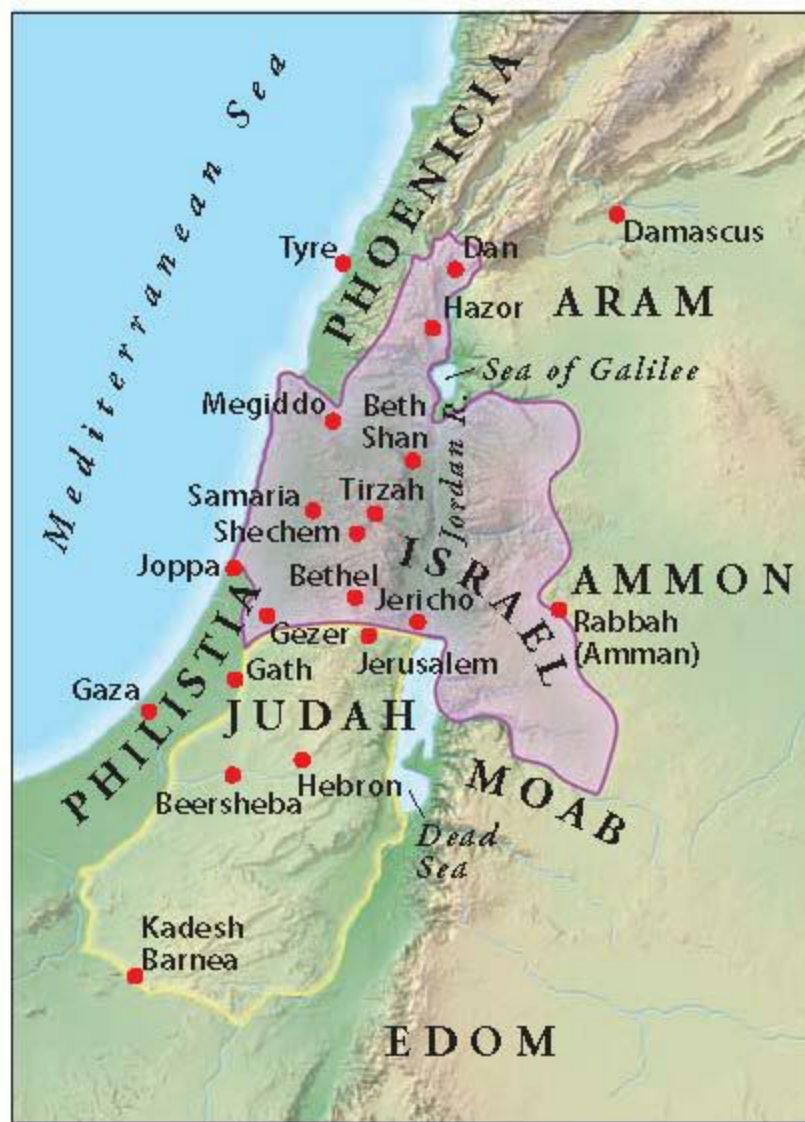 Mediterranean Sea
PHOENICIA
Damascus
Tyre
Dan
Hazor
ARAM
Sea of Galilee
Megiddo
Beth
Shan
Jordan R.
Samaria
Tirzah
Shechem
ISRAEL
Joppa
Bethel
Jericho
AMMON
Rabbah
(Amman)
Gezer
Jerusalem
PHILISTIA
Gath
Gaza
JUDAH
Hebron
Beersheba
MOAB
Dead
Sea
Kadesh
Barnea
EDOM